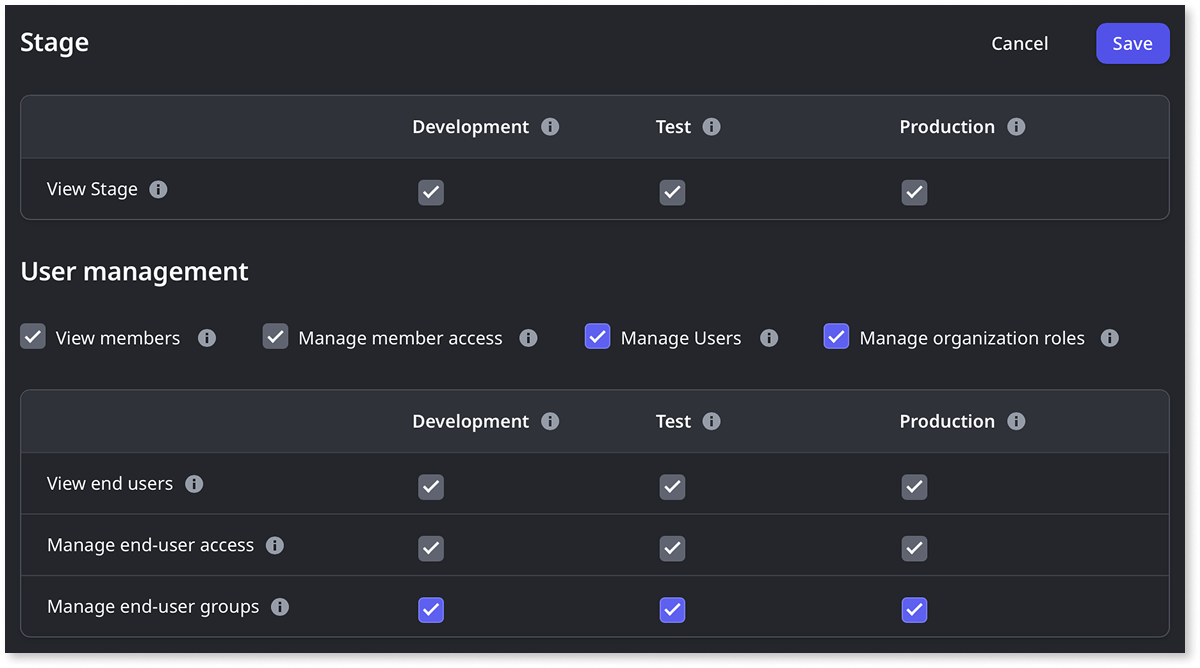 Stage Cancel Save
Development Test Production
View Stage
User management
View members Manage member access Manage Users Manage organization roles
Development Test Production
View end users
Manage end-user access
Manage end-user groups